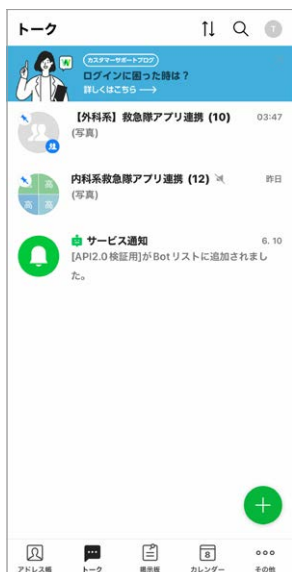 トーク
T
カスタマーサポートブログ
ログインに困った時は？
詳しくはこちら →
【外科系】救急隊アプリ連携 (10) 03:47
(写真)
内科系救急隊アプリ連携 (12) 昨日
(写真)
高
高 高
サービス通知 6. 10
[API2.0検証用]がBotリストに追加されまし
た。
8
アドレス帳 トーク 掲示板 カレンダー その他